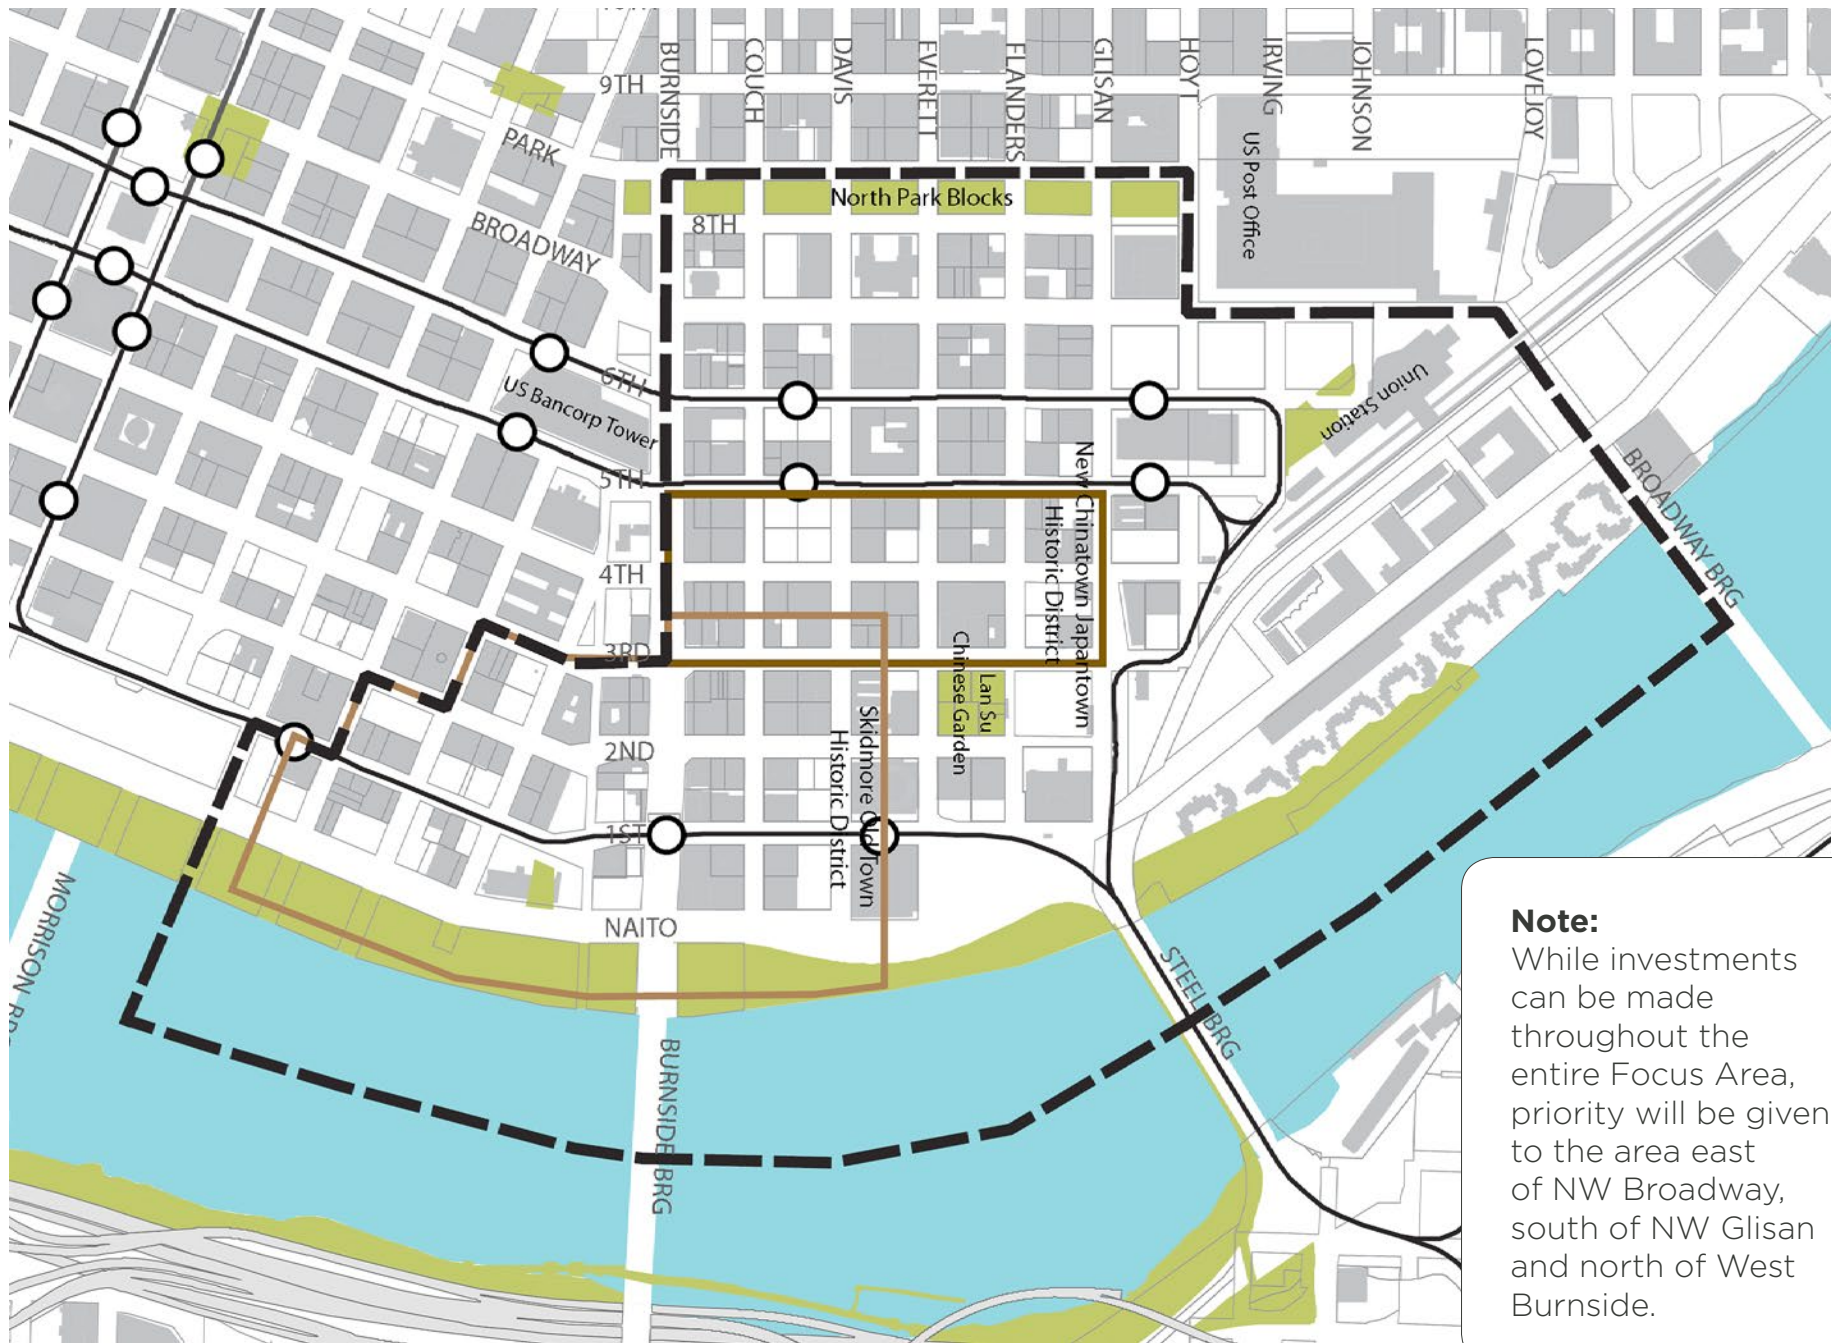 BURNSIDE
COUCH
DAVIS
EVERETT
FLANDERS
GLISAN
HOYT
IRVING
JOHNSON
LOVEJOY
9TH
PARK
US Post Office
North Park Blocks
8TH
BROADWAY
6TH
US Bancorp Tower
Union Station
5TH
New Chinatown Japantown
Historic District
BROADWAY BRG
4TH
3RD
Lan Su
Chinese Garden
Skidmore Old Town
Historic District
2ND
1ST
NAITO
MORRISON
STEEL BRG
BURNSIDE BRG
Note:
While investments
can be made
throughout the
entire Focus Area,
priority will be given
to the area east
of NW Broadway,
south of NW Glisan
and north of West
Burnside.